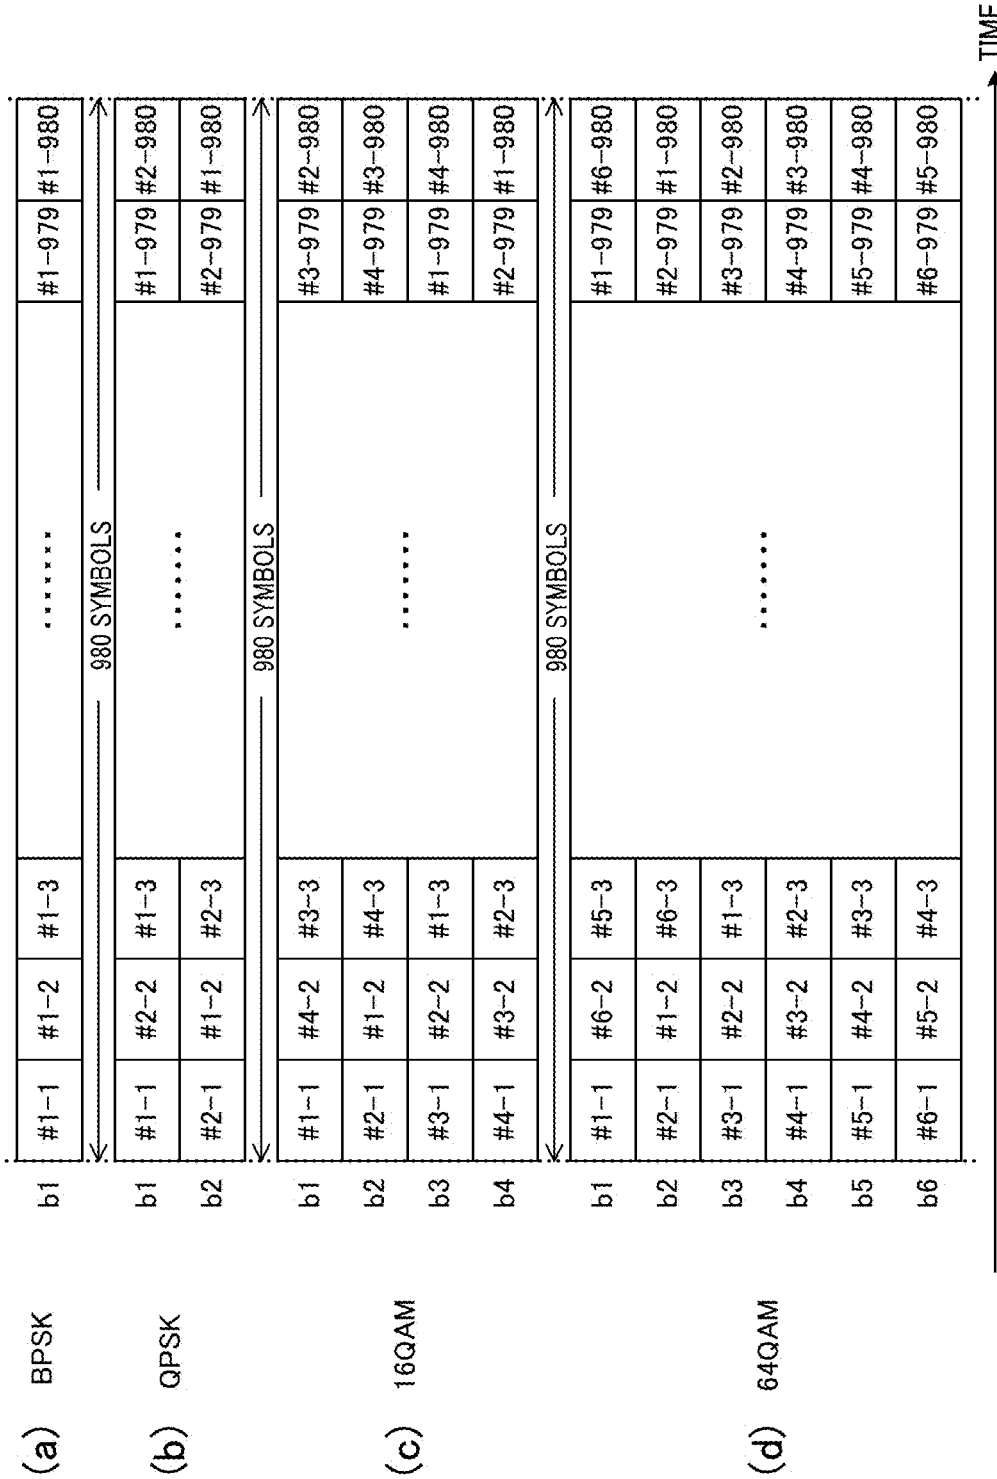 (a) BPSK
b1 #1-1 #1-2 #1-3 ······· #1-979 #1-980
980 SYMBOLS
(b) QPSK
b1 #1-1 #2-2 #1-3 ······· #1-979 #2-980
b2 #2-1 #1-2 #2-3 #2-979 #1-980
980 SYMBOLS
(c) 16QAM
b1 #1-1 #4-2 #3-3 ······· #3-979 #2-980
b2 #2-1 #1-2 #4-3 #4-979 #3-980
b3 #3-1 #2-2 #1-3 #1-979 #4-980
b4 #4-1 #3-2 #2-3 #2-979 #1-980
980 SYMBOLS
(d) 64QAM
b1 #1-1 #6-2 #5-3 ······· #1-979 #6-980
b2 #2-1 #1-2 #6-3 #2-979 #1-980
b3 #3-1 #2-2 #1-3 #3-979 #2-980
b4 #4-1 #3-2 #2-3 #4-979 #3-980
b5 #5-1 #4-2 #3-3 #5-979 #4-980
b6 #6-1 #5-2 #4-3 #6-979 #5-980
TIME